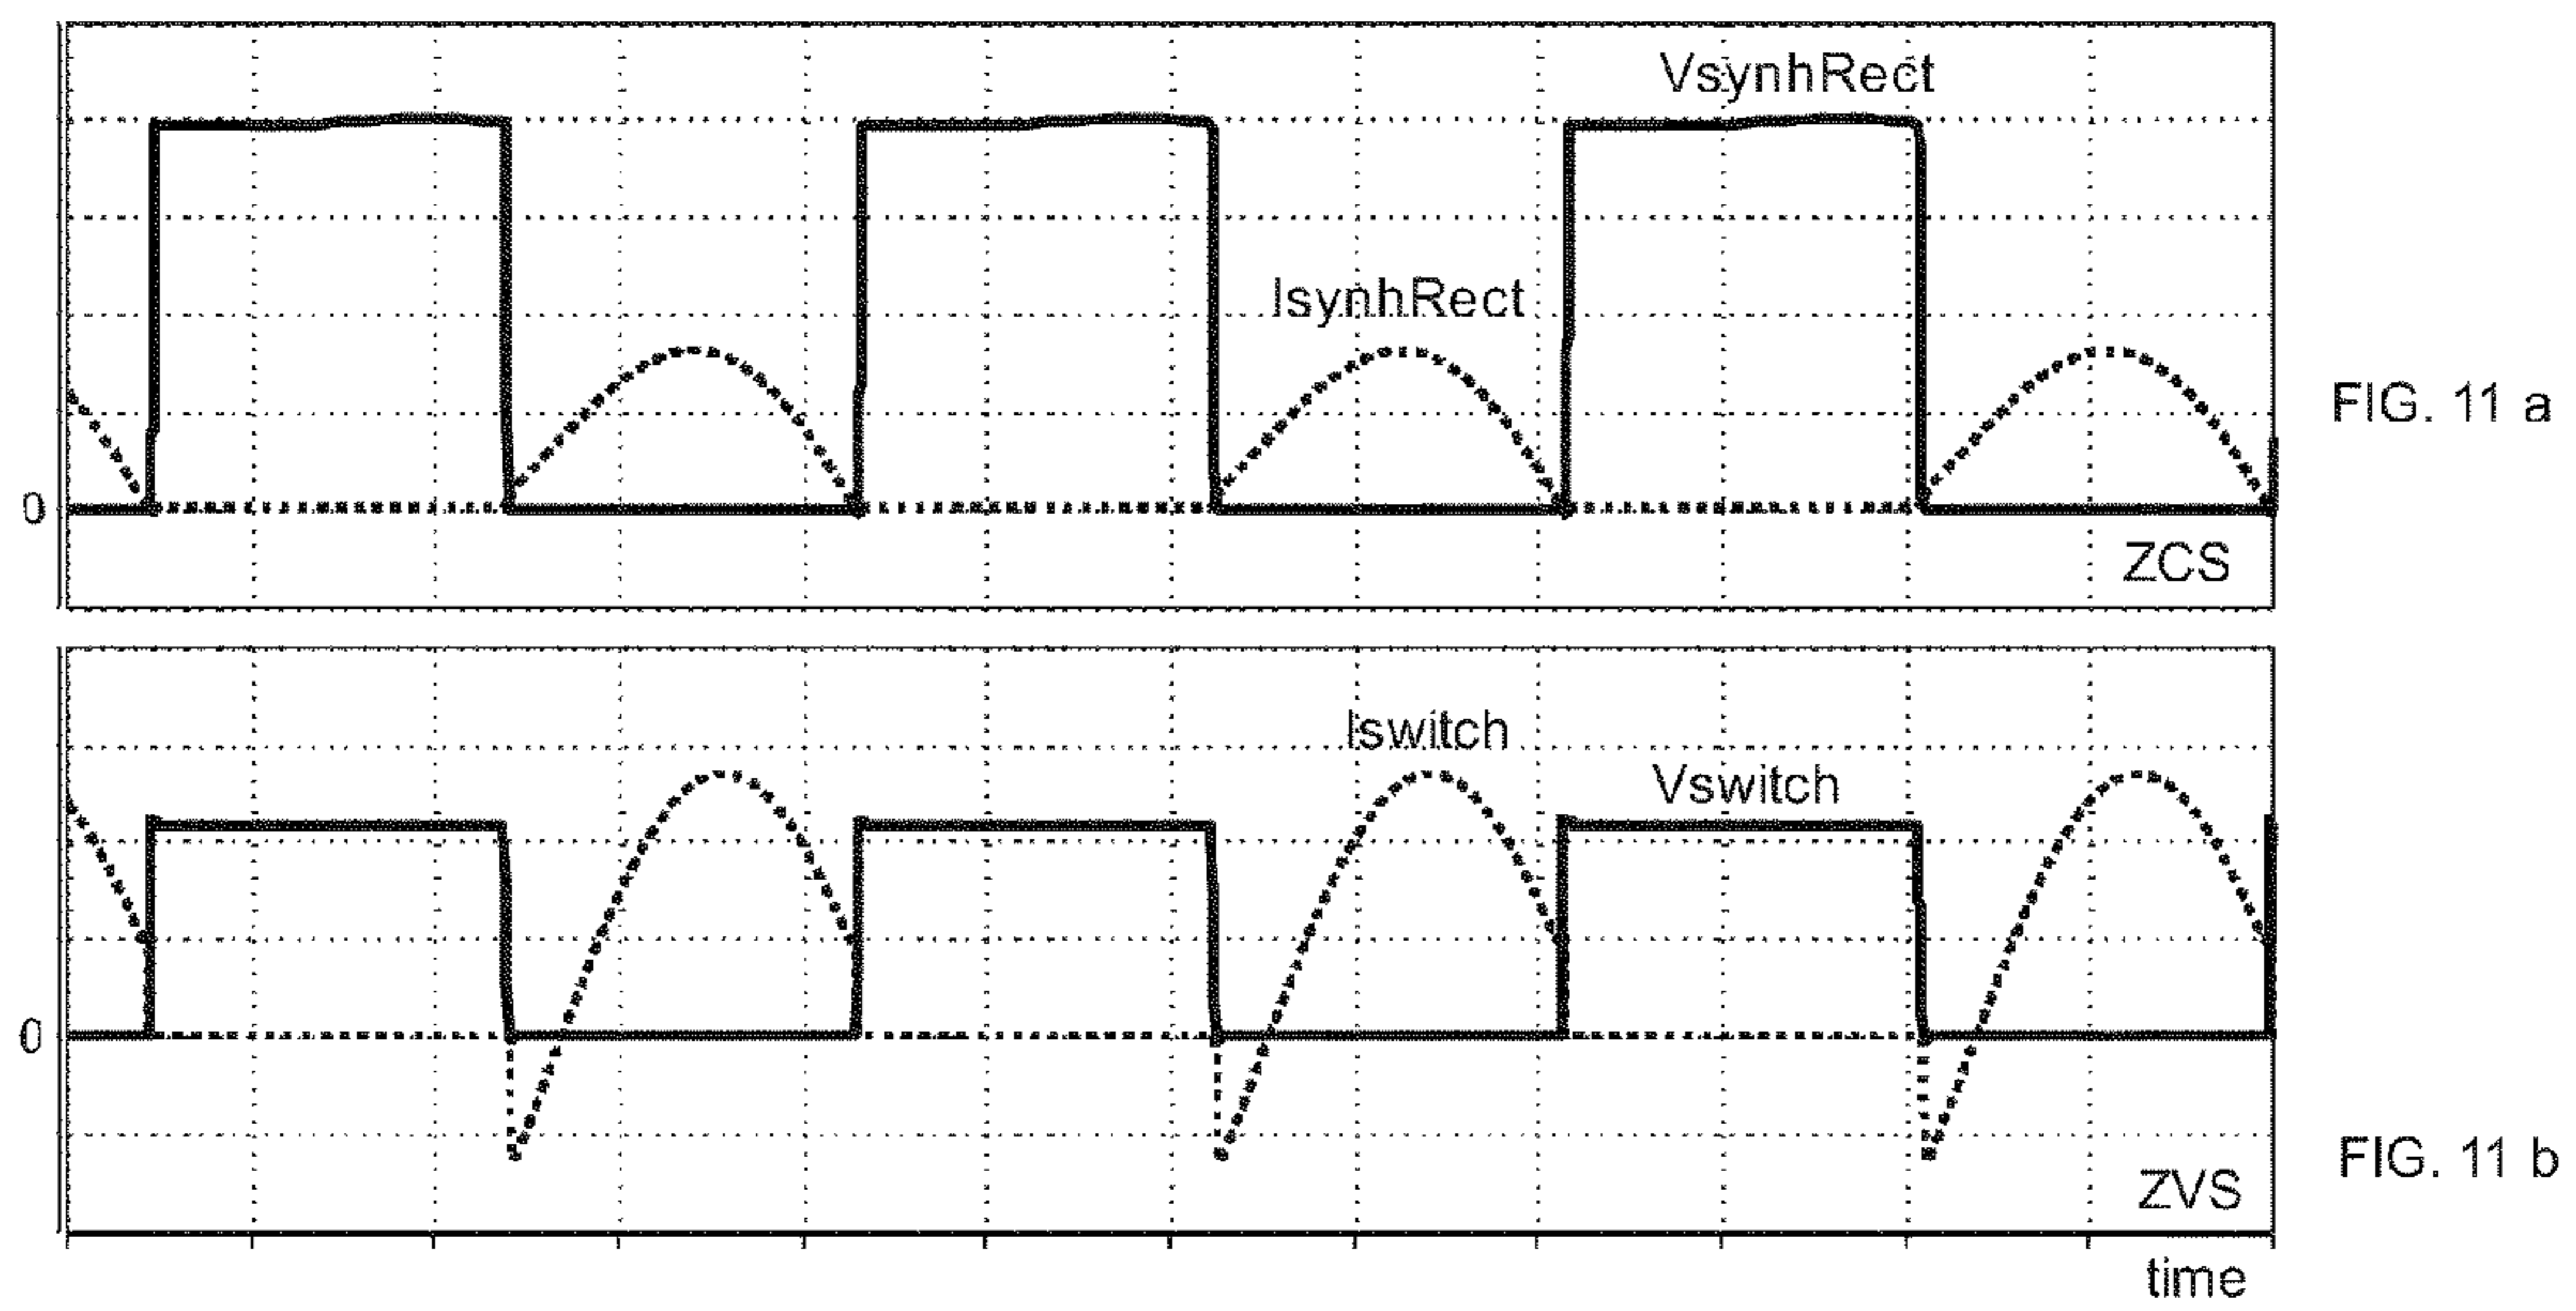 VsynhRect
IsynhRect
FIG. 11 a
0
ZCS
Iswitch
Vswitch
0
FIG. 11 b
ZVS
time